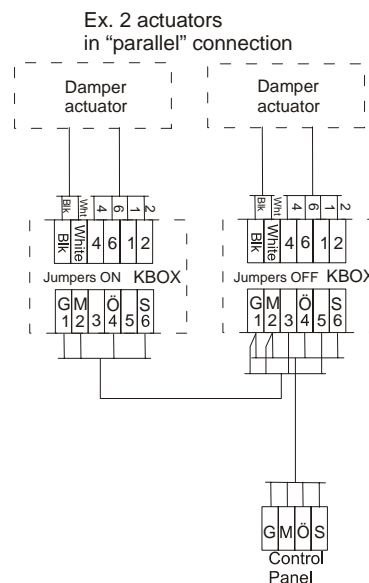 Ex. 2 actuators
in “parallel” connection
Damper
actuator
Damper
actuator
Blk Wht 4 6 1 2
Blk White 4 6 1 2
Jumpers ON KBOX
G M Ö S
1 2 3 4 5 6
Blk Wht 4 6 1 2
Blk White 4 6 1 2
Jumpers OFF KBOX
G M Ö S
1 2 3 4 5 6
G M Ö S
Control
Panel